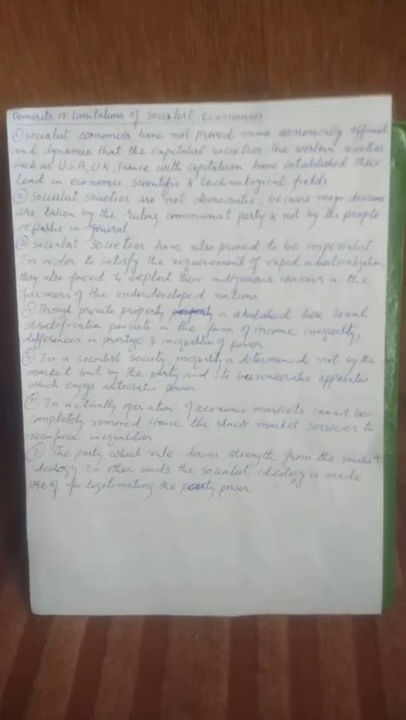 Demerits or Limitations of Socialist economies
① socialist economies have not proved more economically efficient
and dynamic that the capitalist societies the western societies
such as USA, UK, France with capitalism have established their
lead in economic, scientific & technological fields
② socialist societies are not democratic, because major decisions
are taken by the ruling communist party & not by the people
in general
③ socialist societies have also proved to be imperialist
In order to satisfy the requirement of rapid industrialization,
they also forced to exploit their indigenous workers & the
farmers of the underdeveloped nations
④ Though private property is abolished here social
stratification persists in the form of income inequality,
differences in prestige & inequalities of power
⑤ In a socialist society inequality is determined not by the
market but by the party and its bureaucratic apparatus
which enjoys autocratic power
In actually operation of economic markets cannot be
completely removed Hence the black market services to
reinforce inequalities
The party which rule derives strength from the socialist
ideology In other words the socialist ideology is made
use of for legitimating the party power